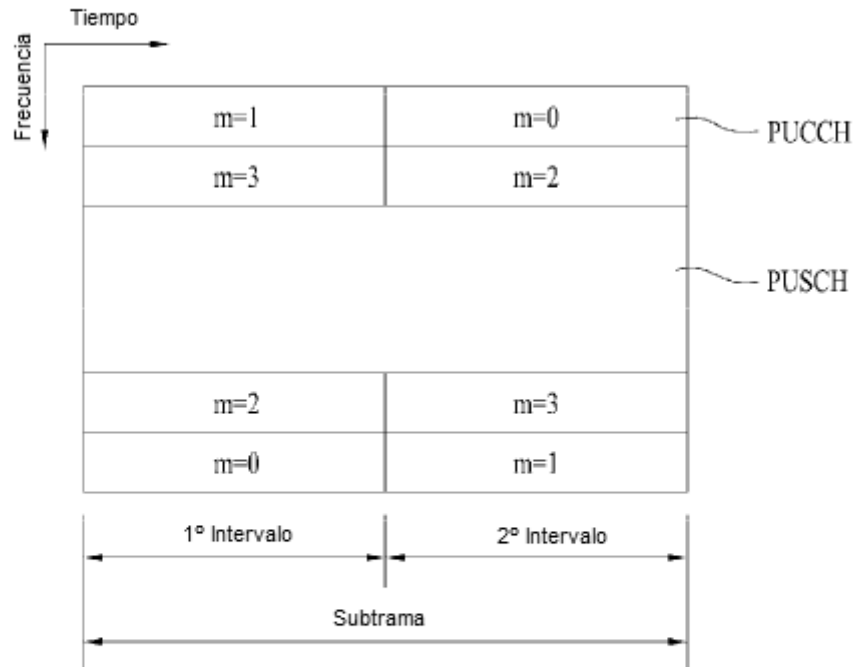 Tiempo
Frecuencia
m=1 m=0
PUCCH
m=3 m=2
PUSCH
m=2 m=3
m=0 m=1
1º Intervalo 2º Intervalo
Subtrama